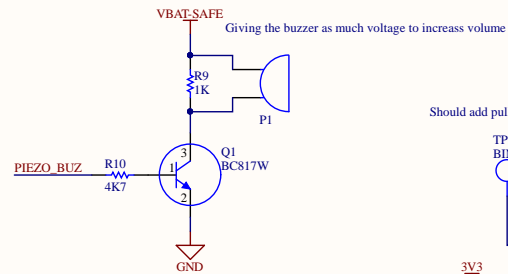 VBAT-SAFE
Giving the buzzer as much voltage to increass volume
R9
1K
P1
Should add pul
3
Q1
BC817W
TP
BIN
PIEZO_BUZ
R10
1
4K7
2
GND
3V3